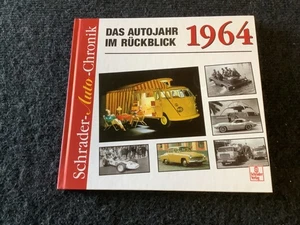 DAS AUTOJAHR
IM RÜCKBLICK
1964
Schrader-Auto-Chronik